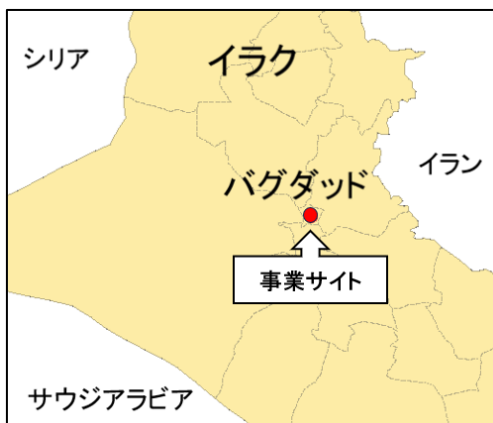 シリア
イラク
イラン
バグダッド
事業サイト
サウジアラビア